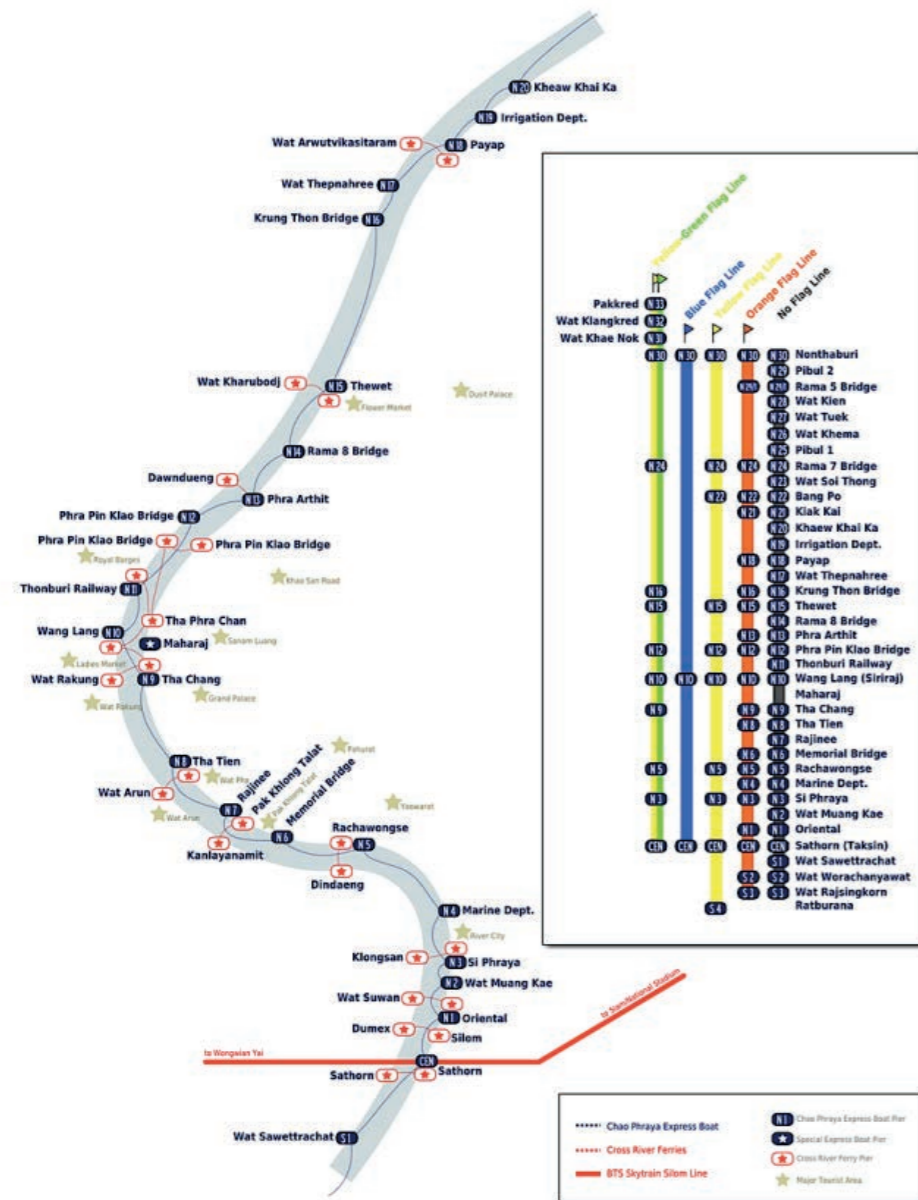 N20 Kheaw Khai Ka
N19 Irrigation Dept.
Wat Arwutvikasitaram
N18 Payap
Wat Thepnahree N17
Krung Thon Bridge N16
Wat Kharubodj
N15 Thewet
Flower Market
Dusit Palace
N14 Rama 8 Bridge
Dawndueng
N13 Phra Arthit
Phra Pin Klao Bridge N12
Phra Pin Klao Bridge
Phra Pin Klao Bridge
Royal Barges
Khao San Road
Thonburi Railway N11
Tha Phra Chan
Wang Lang N10
Maharaj
Sanam Luang
Ladies Market
Wat Rakung
N9 Tha Chang
Grand Palace
Wat Rakung
N8 Tha Tien
Wat Pho
Wat Arun
Wat Arun
N7 Rajinee
Pak Khlong Talat
Pak Khlong Talat
N6 Memorial Bridge
Pahurat
Kanlayanamit
Yaowarat
Rachawongse
N5
Dindaeng
N4 Marine Dept.
River City
Klongsan
N3 Si Phraya
N2 Wat Muang Kae
Wat Suwan
N1 Oriental
Dumex
Silom
to Wongwian Yai
to Siam/National Stadium
CEN
Sathorn
Sathorn
Wat Sawettrachat S1
Yellow-Green Flag Line
Blue Flag Line
Yellow Flag Line
Orange Flag Line
No Flag Line
Pakkred N33
Wat Klangkred N32
Wat Khae Nok N31
N30 N30 N30 N30 N30 Nonthaburi
N29 Pibul 2
Rama 5 Bridge
N28 Wat Kien
N27 Wat Tuek
N26 Wat Khema
N25 Pibul 1
N24 N24 N24 N24 Rama 7 Bridge
N23 Wat Soi Thong
N22 N22 N22 Bang Po
N21 N21 Kiak Kai
N20 Khaew Khai Ka
N19 Irrigation Dept.
N18 N18 Payap
N17 Wat Thepnahree
N16 N16 N16 Krung Thon Bridge
N15 N15 N15 N15 Thewet
N14 Rama 8 Bridge
N13 N13 Phra Arthit
N12 N12 N12 N12 Phra Pin Klao Bridge
N11 Thonburi Railway
N10 N10 N10 N10 N10 Wang Lang (Siriraj)
Maharaj
N9 N9 N9 Tha Chang
N8 N8 Tha Tien
N7 Rajinee
N6 N6 Memorial Bridge
N5 N5 N5 N5 Rachawongse
N4 N4 Marine Dept.
N3 N3 N3 N3 Si Phraya
N2 Wat Muang Kae
N1 N1 Oriental
CEN CEN CEN CEN CEN Sathorn (Taksin)
S1 Wat Sawettrachat
S2 S2 Wat Worachanyawat
S3 S3 Wat Rajsingkorn
S4 Ratburana
Chao Phraya Express Boat
Cross River Ferries
BTS Skytrain Silom Line
N1 Chao Phraya Express Boat Pier
Special Express Boat Pier
Cross River Ferry Pier
Major Tourist Area